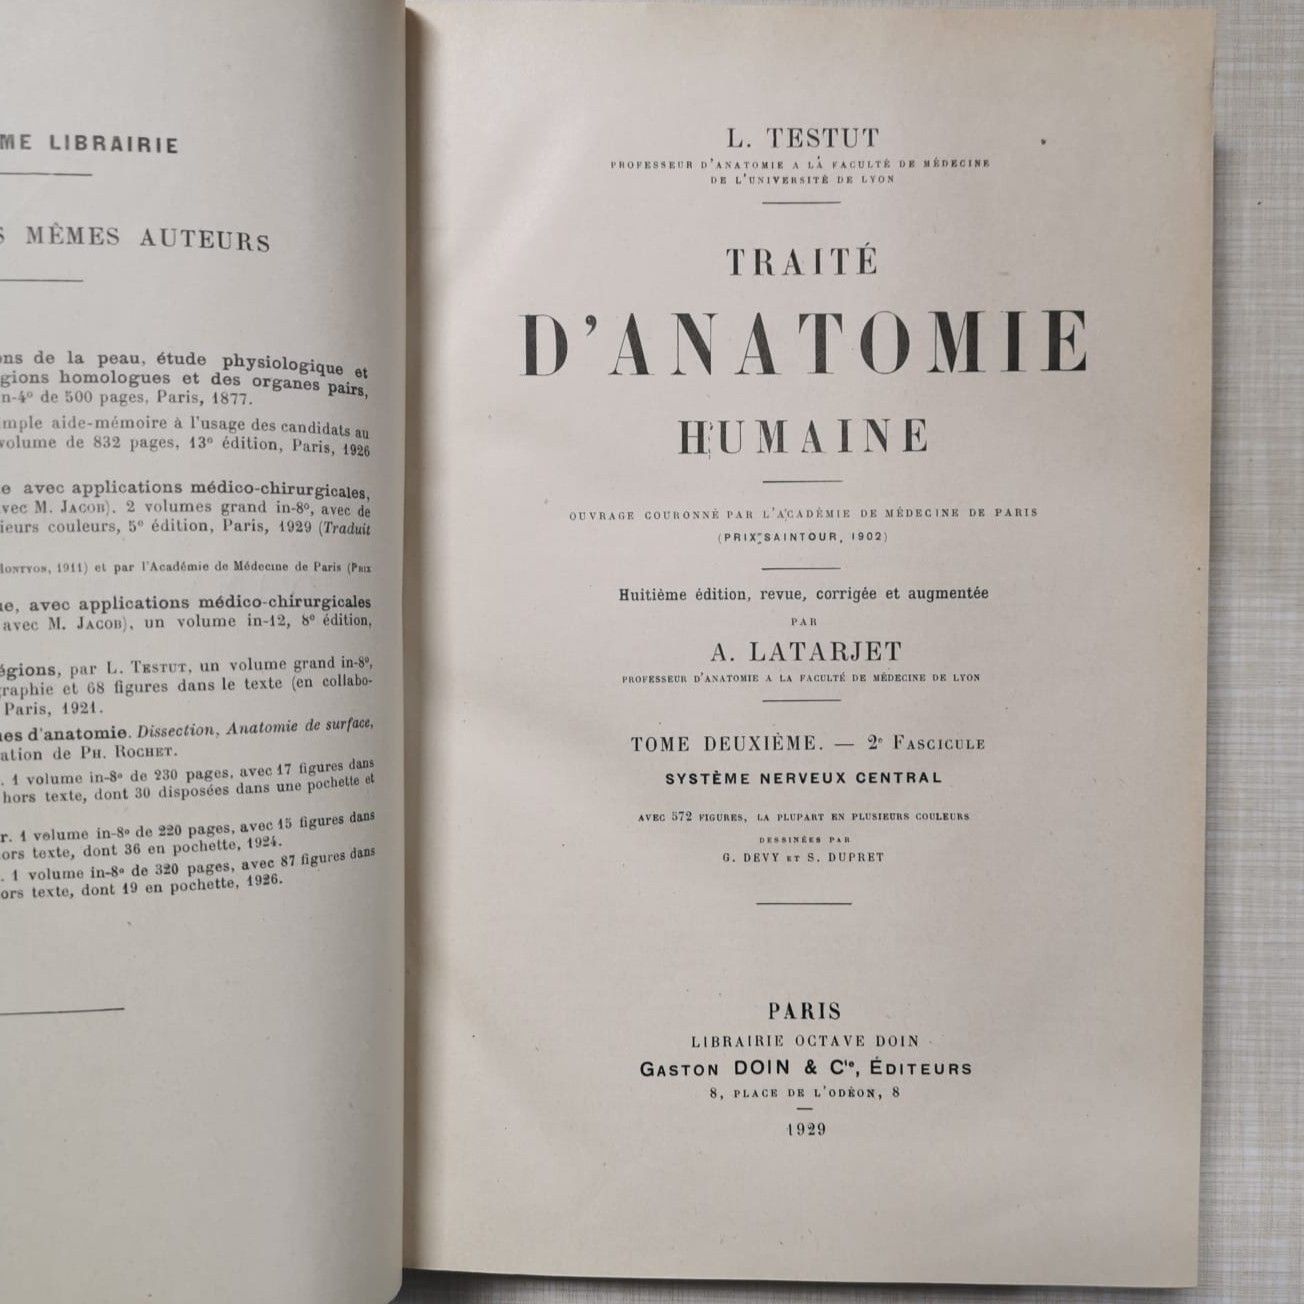 ME LIBRAIRIE
S MÊMES AUTEURS
ons de la peau, étude physiologique et
gions homologues et des organes pairs,
n-4º de 500 pages, Paris, 1877.
mple aide-mémoire à l'usage des candidats au
volume de 832 pages, 13e édition, Paris, 1926
e avec applications médico-chirurgicales,
vec M. JACOB). 2 volumes grand in-8º, avec de
ieurs couleurs, 5e édition, Paris, 1929 (Traduit
MONTYON, 1911) et par l'Académie de Médecine de Paris (PRIX
ue, avec applications médico-chirurgicales
avec M. JACOB), un volume in-12, 8e édition,
égions, par L. TESTUT, un volume grand in-8º,
graphie et 68 figures dans le texte (en collabo-
Paris, 1921.
ues d'anatomie. Dissection, Anatomie de surface,
ation de PH. ROCHET.
. 1 volume in-8º de 230 pages, avec 17 figures dans
hors texte, dont 30 disposées dans une pochette et
r. 1 volume in-8º de 220 pages, avec 15 figures dans
ors texte, dont 36 en pochette, 1924.
. 1 volume in-8º de 320 pages, avec 87 figures dans
ors texte, dont 19 en pochette, 1926.
L. TESTUT
PROFESSEUR D'ANATOMIE A LA FACULTÉ DE MÉDECINE
DE L'UNIVERSITÉ DE LYON
TRAITÉ
D'ANATOMIE
HUMAINE
OUVRAGE COURONNÉ PAR L'ACADÉMIE DE MÉDECINE DE PARIS
(PRIX SAINTOUR, 1902)
Huitième édition, revue, corrigée et augmentée
PAR
A. LATARJET
PROFESSEUR D'ANATOMIE A LA FACULTÉ DE MÉDECINE DE LYON
TOME DEUXIÈME. — 2e FASCICULE
SYSTÈME NERVEUX CENTRAL
AVEC 572 FIGURES, LA PLUPART EN PLUSIEURS COULEURS
DESSINÉES PAR
G. DEVY ET S. DUPRET
PARIS
LIBRAIRIE OCTAVE DOIN
GASTON DOIN & Cie, ÉDITEURS
8, PLACE DE L'ODÉON, 8
1929